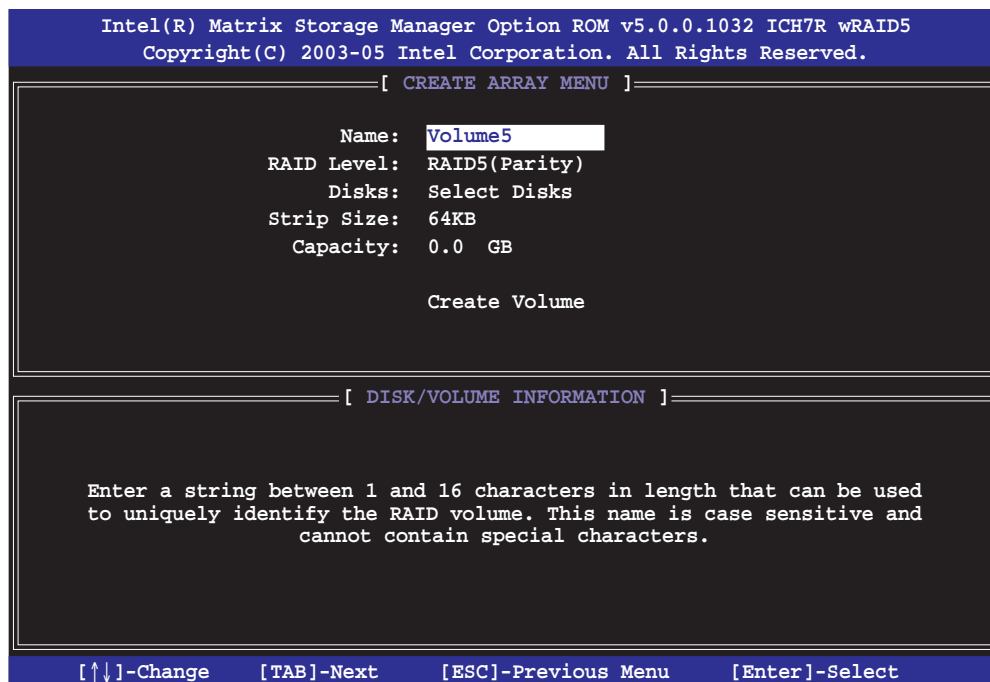 Intel(R) Matrix Storage Manager Option ROM v5.0.0.1032 ICH7R wRAID5
Copyright(C) 2003-05 Intel Corporation. All Rights Reserved.
[ CREATE ARRAY MENU ]
Name: Volume5
RAID Level: RAID5(Parity)
Disks: Select Disks
Strip Size: 64KB
Capacity: 0.0 GB
Create Volume
[ DISK/VOLUME INFORMATION ]
Enter a string between 1 and 16 characters in length that can be used
to uniquely identify the RAID volume. This name is case sensitive and
cannot contain special characters.
[↑↓]-Change [TAB]-Next [ESC]-Previous Menu [Enter]-Select